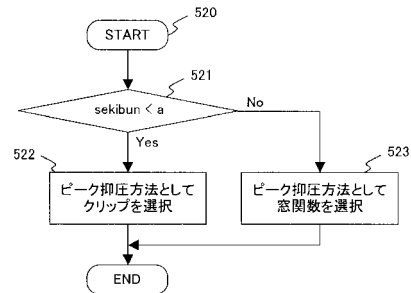 520
START
521
sekibun < a
No
Yes
522
ピーク抑圧方法として
クリップを選択
523
ピーク抑圧方法として
窓関数を選択
END